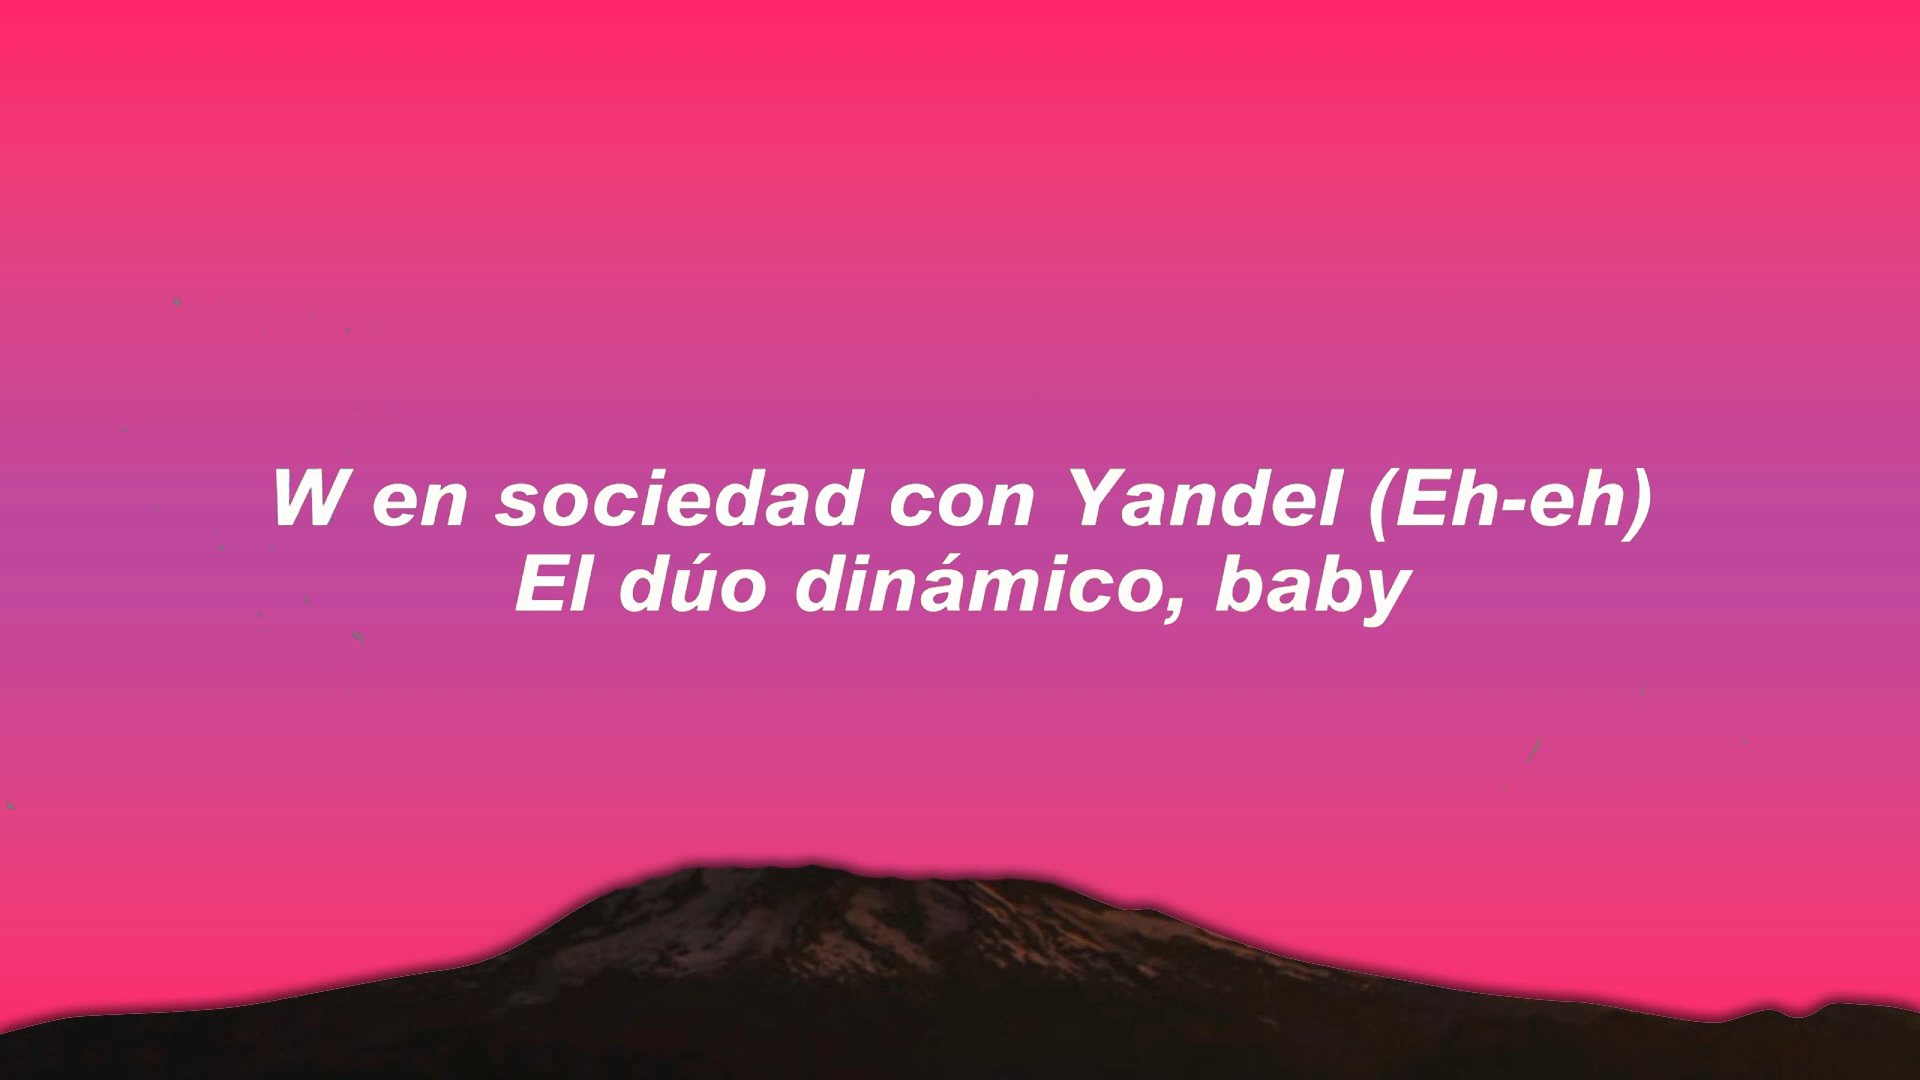 W en sociedad con Yandel (Eh-eh)
El dúo dinámico, baby